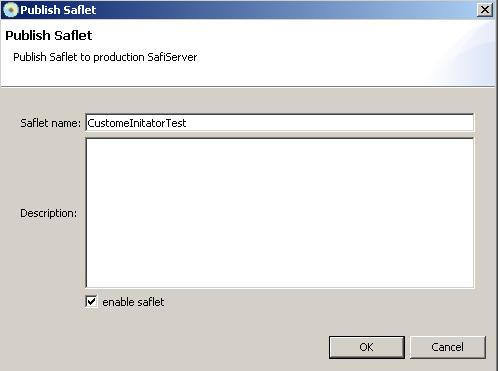 Publish Saflet
Publish Saflet
Publish Saflet to production SafiServer
Saflet name: CustomeInitatorTest
Description:
enable saflet
OK Cancel